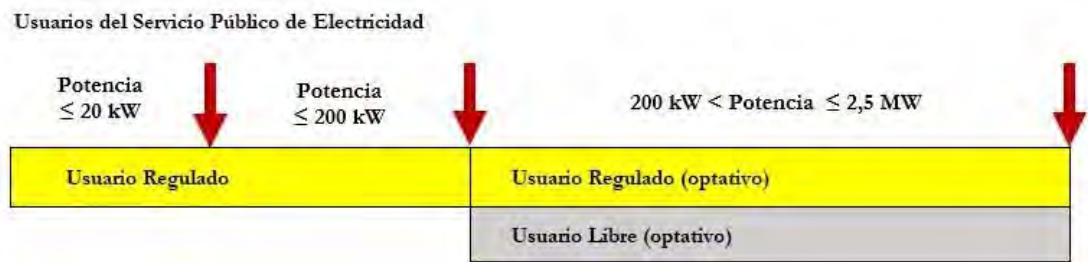 Usuarios del Servicio Público de Electricidad
Potencia
≤ 20 kW
Potencia
≤ 200 kW
200 kW < Potencia ≤ 2,5 MW
Usuario Regulado
Usuario Regulado (optativo)
Usuario Libre (optativo)